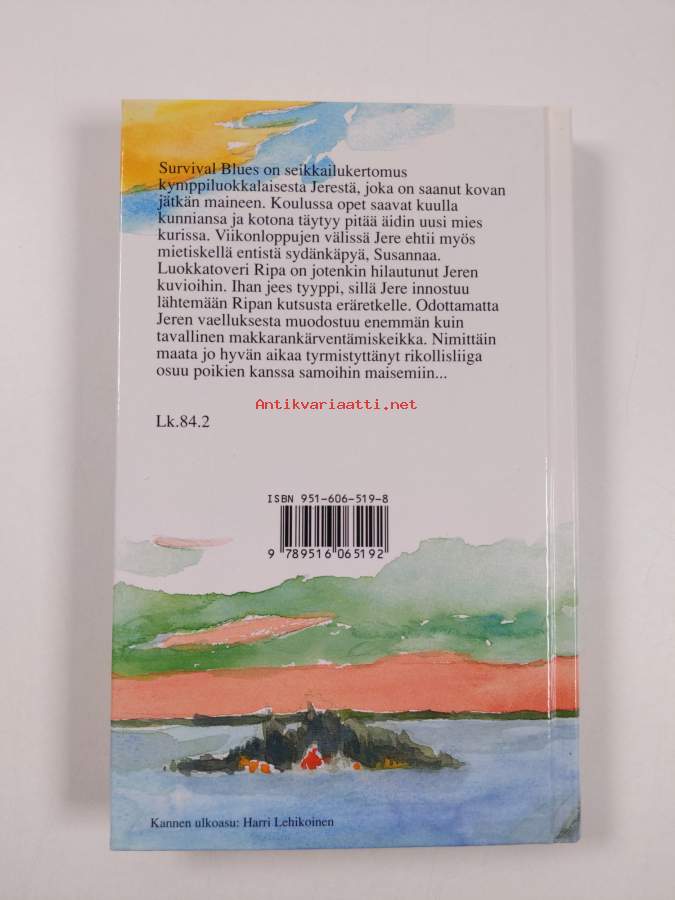 Survival Blues on seikkailukertomus
kymppiluokkalaisesta Jerestä, joka on saanut kovan
jätkän maineen. Koulussa opet saavat kuulla
kunniansa ja kotona täytyy pitää äidin uusi mies
kurissa. Viikonloppujen välissä Jere ehtii myös
mietiskellä entistä sydänkäpyä, Susannaa.
Luokkatoveri Ripa on jotenkin hilautunut Jeren
kuvioihin. Ihan jees tyyppi, sillä Jere innostuu
lähtemään Ripan kutsusta eräretkelle. Odottamatta
Jeren vaelluksesta muodostuu enemmän kuin
tavallinen makkarankärventämiskeikka. Nimittäin
maata jo hyvän aikaa tyrmistyttänyt rikollisliiga
osuu poikien kanssa samoihin maisemiin...
Antikvariaatti.net
Lk.84.2
ISBN 951-606-519-8
9 789516 065192
Kannen ulkoasu: Harri Lehikoinen